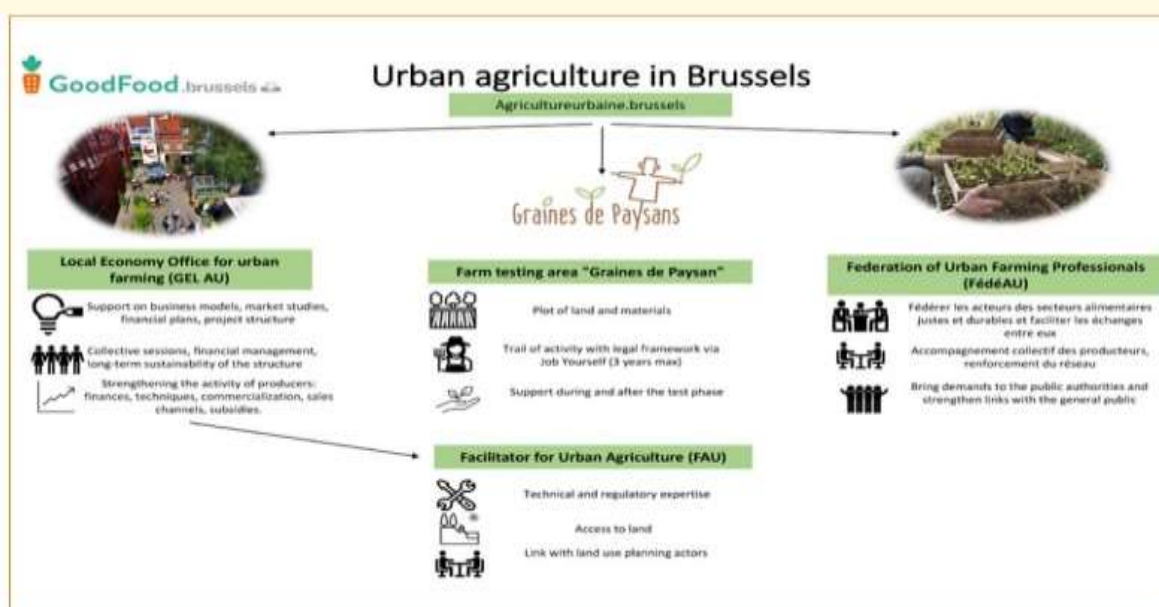 GoodFood.brussels
Urban agriculture in Brussels
Agricultureurbaine.brussels
Graines de Paysans
Local Economy Office for urban
farming (GEL AU)
Support on business models, market studies,
financial plans, project structure
Collective sessions, financial management,
long-term sustainability of the structure
Strengthening the activity of producers:
finances, techniques, commercialization, sales
channels, subsidies.
Farm testing area "Graines de Paysan"
Plot of land and materials
Trail of activity with legal framework via
Job Yourself (3 years max)
Support during and after the test phase
Facilitator for Urban Agriculture (FAU)
Technical and regulatory expertise
Access to land
Link with land use planning actors
Federation of Urban Farming Professionals
(FédéAU)
Fédérer les acteurs des secteurs alimentaires
justes et durables et faciliter les échanges
entre eux
Accompagnement collectif des producteurs,
renforcement du réseau
Bring demands to the public authorities and
strengthen links with the general public